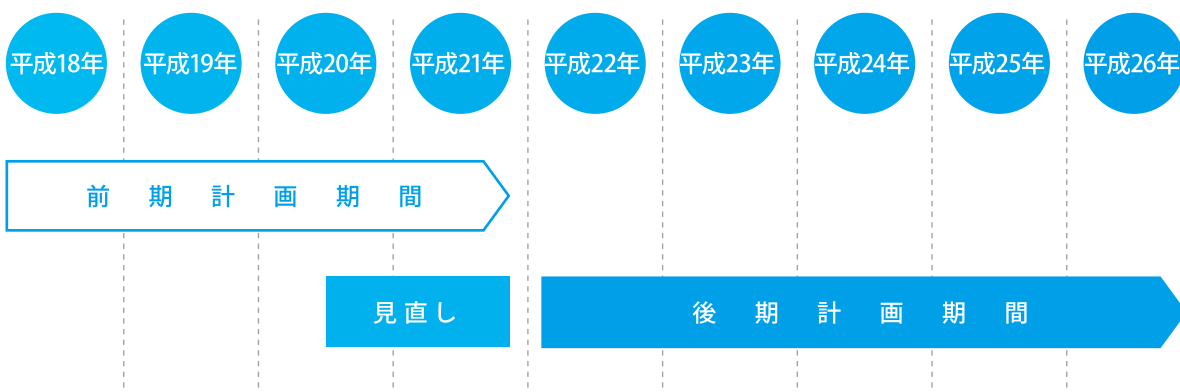 平成18年 平成19年 平成20年 平成21年 平成22年 平成23年 平成24年 平成25年 平成26年
前期計画期間
見直し 後期計画期間